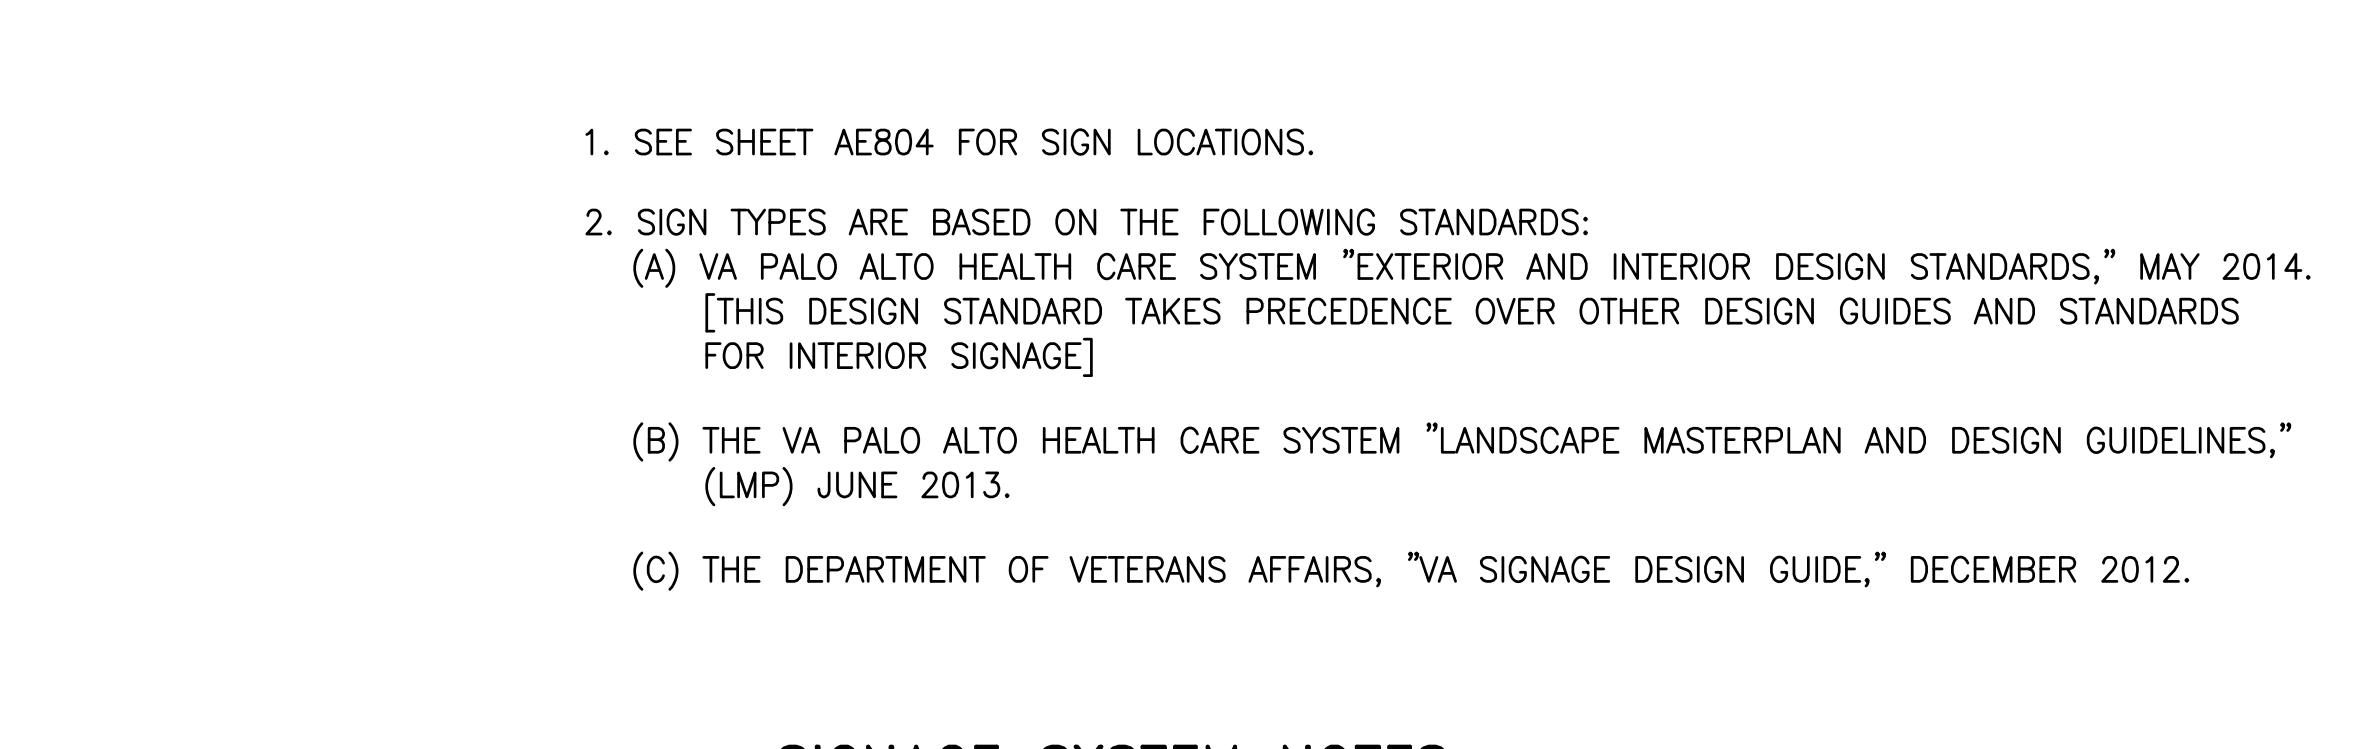 1. SEE SHEET AE804 FOR SIGN LOCATIONS.
2. SIGN TYPES ARE BASED ON THE FOLLOWING STANDARDS:
(A) VA PALO ALTO HEALTH CARE SYSTEM "EXTERIOR AND INTERIOR DESIGN STANDARDS," MAY 2014.
[THIS DESIGN STANDARD TAKES PRECEDENCE OVER OTHER DESIGN GUIDES AND STANDARDS
FOR INTERIOR SIGNAGE]
(B) THE VA PALO ALTO HEALTH CARE SYSTEM "LANDSCAPE MASTERPLAN AND DESIGN GUIDELINES,"
(LMP) JUNE 2013.
(C) THE DEPARTMENT OF VETERANS AFFAIRS, "VA SIGNAGE DESIGN GUIDE," DECEMBER 2012.